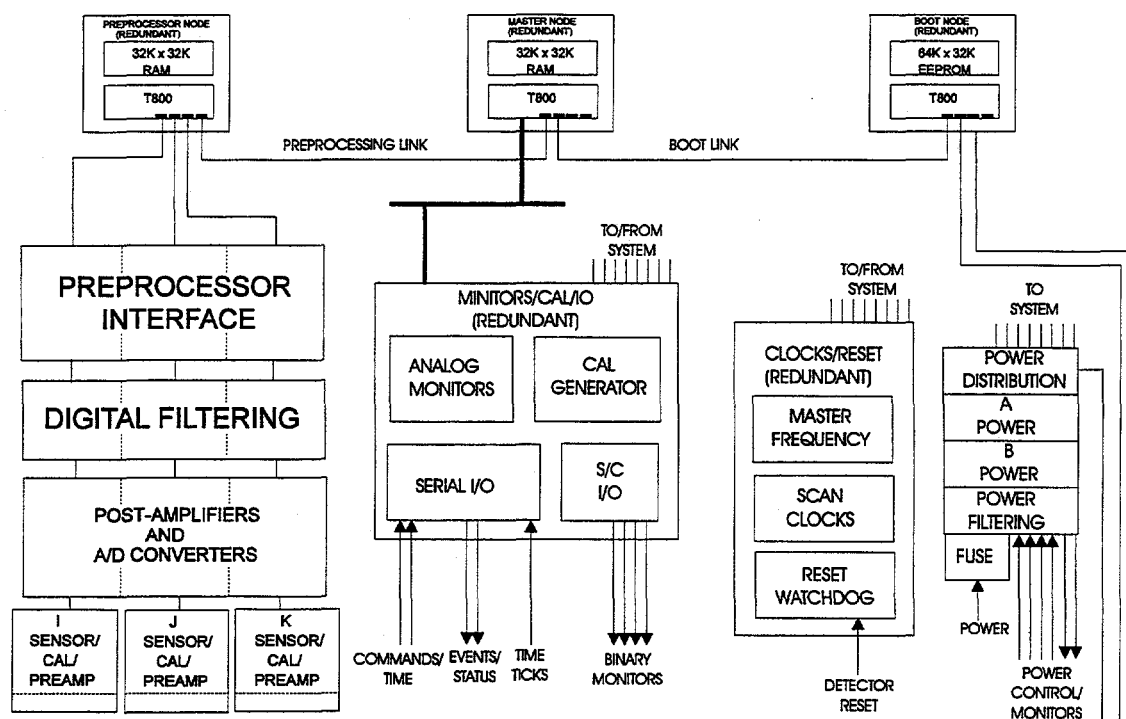 PREPROCESSOR NODE
(REDUNDANT)
32K x 32K
RAM
T800
MASTER NODE
(REDUNDANT)
32K x 32K
RAM
T800
BOOT NODE
(REDUNDANT)
64K x 32K
EEPROM
T800
PREPROCESSING LINK
BOOT LINK
PREPROCESSOR
INTERFACE
DIGITAL FILTERING
POST-AMPLIFIERS
AND
A/D CONVERTERS
I
SENSOR/
CAL/
PREAMP
J
SENSOR/
CAL/
PREAMP
K
SENSOR/
CAL/
PREAMP
TO/FROM
SYSTEM
MINITORS/CAL/IO
(REDUNDANT)
ANALOG
MONITORS
CAL
GENERATOR
SERIAL I/O
S/C
I/O
COMMANDS/
TIME
EVENTS/
STATUS
TIME
TICKS
BINARY
MONITORS
TO/FROM
SYSTEM
CLOCKS/RESET
(REDUNDANT)
MASTER
FREQUENCY
SCAN
CLOCKS
RESET
WATCHDOG
DETECTOR
RESET
TO
SYSTEM
POWER
DISTRIBUTION
A
POWER
B
POWER
POWER
FILTERING
FUSE
POWER
POWER
CONTROL/
MONITORS